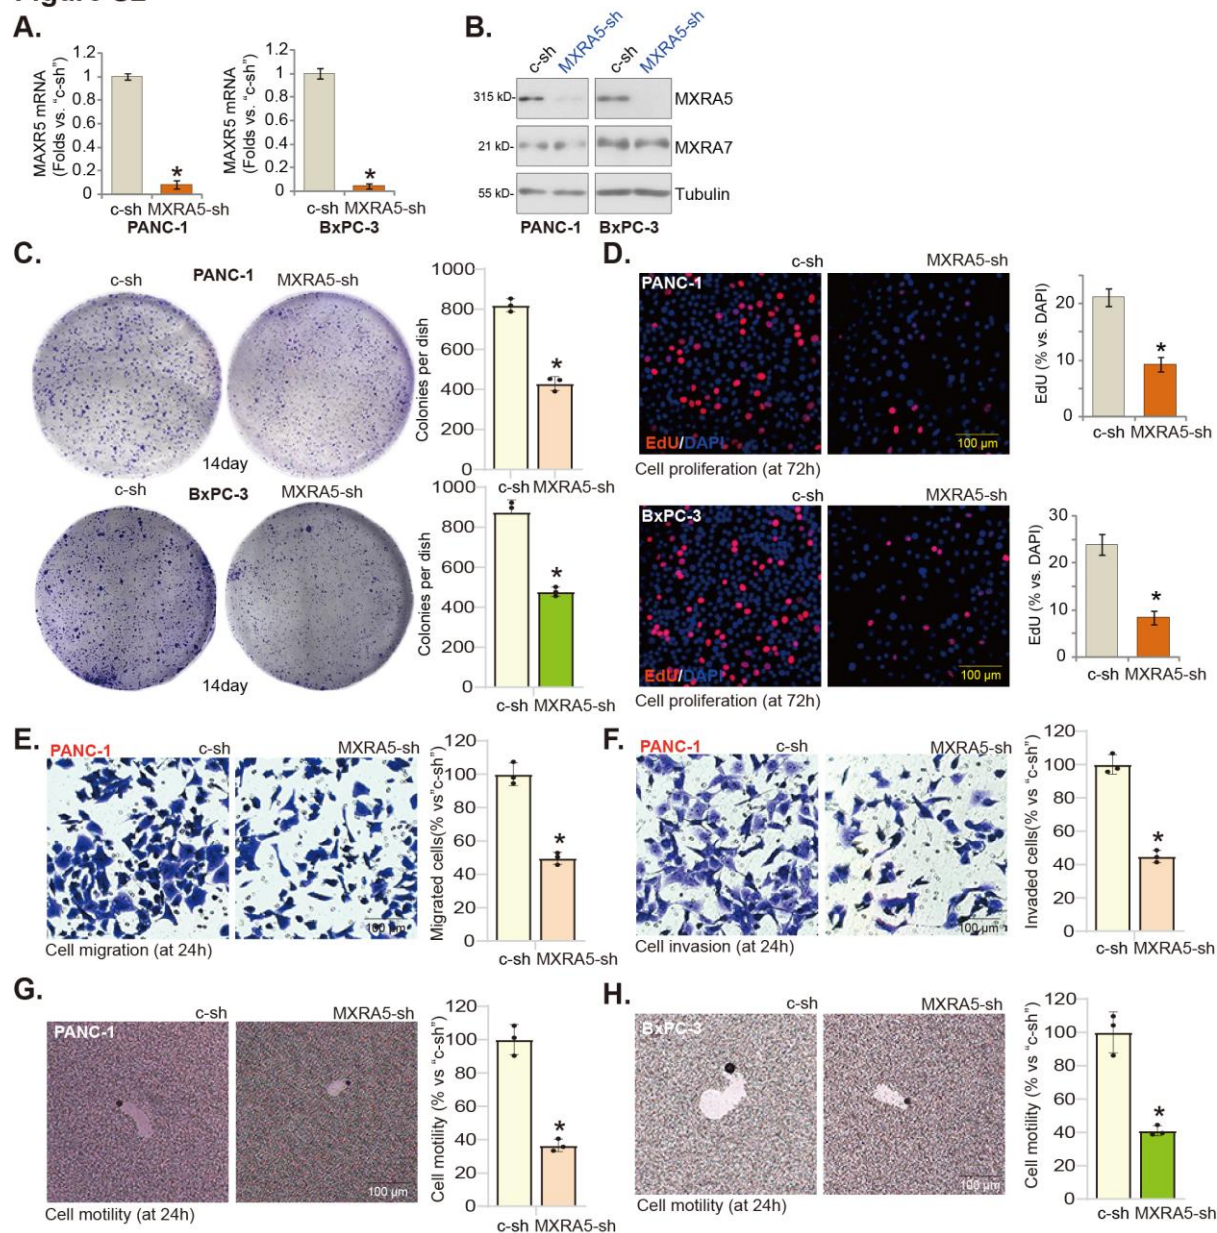 A.
MAXR5 mRNA
(Folds vs. "c-sh")
1.2
1
0.8
0.6
0.4
0.2
0
*
c-sh MXRA5-sh
PANC-1
MAXR5 mRNA
(Folds vs. "c-sh")
1.2
1
0.8
0.6
0.4
0.2
0
*
c-sh MXRA5-sh
BxPC-3
B.
c-sh MXRA5-sh c-sh MXRA5-sh
315 kD- MXRA5
21 kD- MXRA7
55 kD- Tubulin
PANC-1 BxPC-3
C.
PANC-1
c-sh MXRA5-sh
14day
Colonies per dish
1000
800
600
400
200
0
*
c-sh MXRA5-sh
BxPC-3
c-sh MXRA5-sh
14day
Colonies per dish
1000
800
600
400
200
0
*
c-sh MXRA5-sh
D.
c-sh MXRA5-sh
PANC-1
EdU/DAPI
100 µm
Cell proliferation (at 72h)
EdU (% vs. DAPI)
20
10
0
*
c-sh MXRA5-sh
c-sh MXRA5-sh
BxPC-3
EdU/DAPI
100 µm
Cell proliferation (at 72h)
EdU (% vs. DAPI)
30
20
10
0
*
c-sh MXRA5-sh
E.
PANC-1 c-sh MXRA5-sh
100 µm
Cell migration (at 24h)
Migrated cells(% vs"c-sh")
120
100
80
60
40
20
0
*
c-sh MXRA5-sh
F.
PANC-1 c-sh MXRA5-sh
100 µm
Cell invasion (at 24h)
Invaded cells(% vs "c-sh")
120
100
80
60
40
20
0
*
c-sh MXRA5-sh
G.
c-sh MXRA5-sh
PANC-1
100 µm
Cell motility (at 24h)
Cell motility (% vs "c-sh")
120
100
80
60
40
20
0
*
c-sh MXRA5-sh
H.
c-sh MXRA5-sh
BxPC-3
100 µm
Cell motility (at 24h)
Cell motility (% vs "c-sh")
120
100
80
60
40
20
0
*
c-sh MXRA5-sh